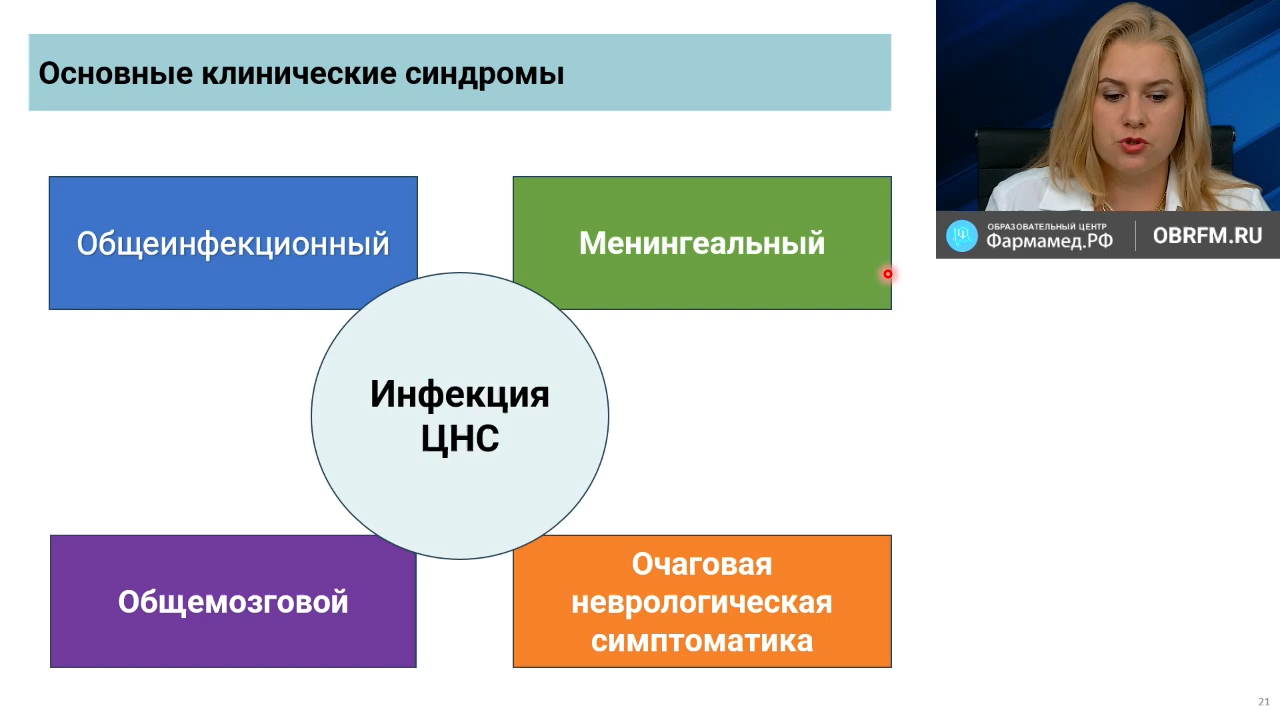 Основные клинические синдромы
Общеинфекционный
Менингеальный
Инфекция
ЦНС
Общемозговой
Очаговая
неврологическая
симптоматика
ОБРАЗОВАТЕЛЬНЫЙ ЦЕНТР
Фармамед.РФ
OBRFM.RU
21